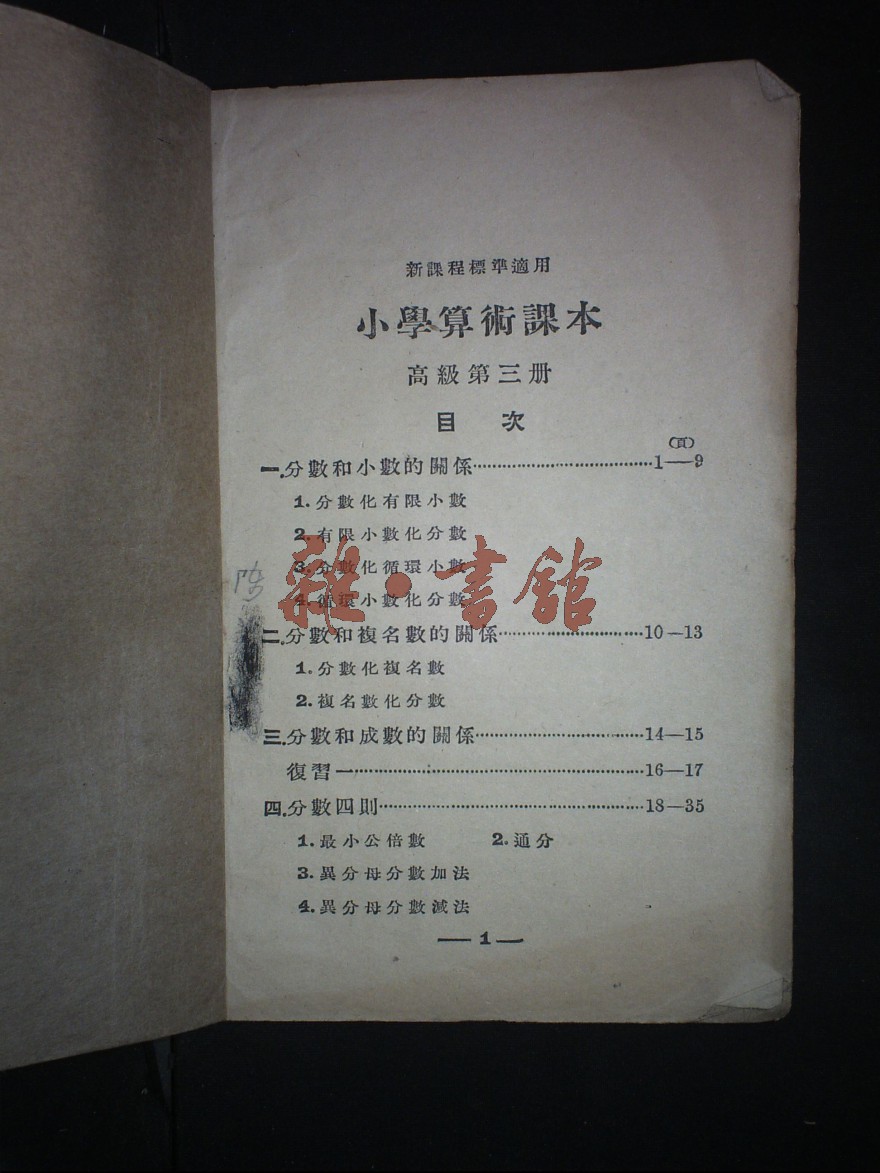 新課程標準適用
小學算術課本
高級第三册
目次
(頁)
一.分數和小數的關係……1—9
1.分數化有限小數
2.有限小數化分數
3.分數化循環小數
4.循環小數化分數
雜·書館
二.分數和複名數的關係……10—13
1.分數化複名數
2.複名數化分數
三.分數和成數的關係……14—15
復習一……16—17
四.分數四則……18—35
1.最小公倍數 2.通分
3.異分母分數加法
4.異分母分數減法
—1—